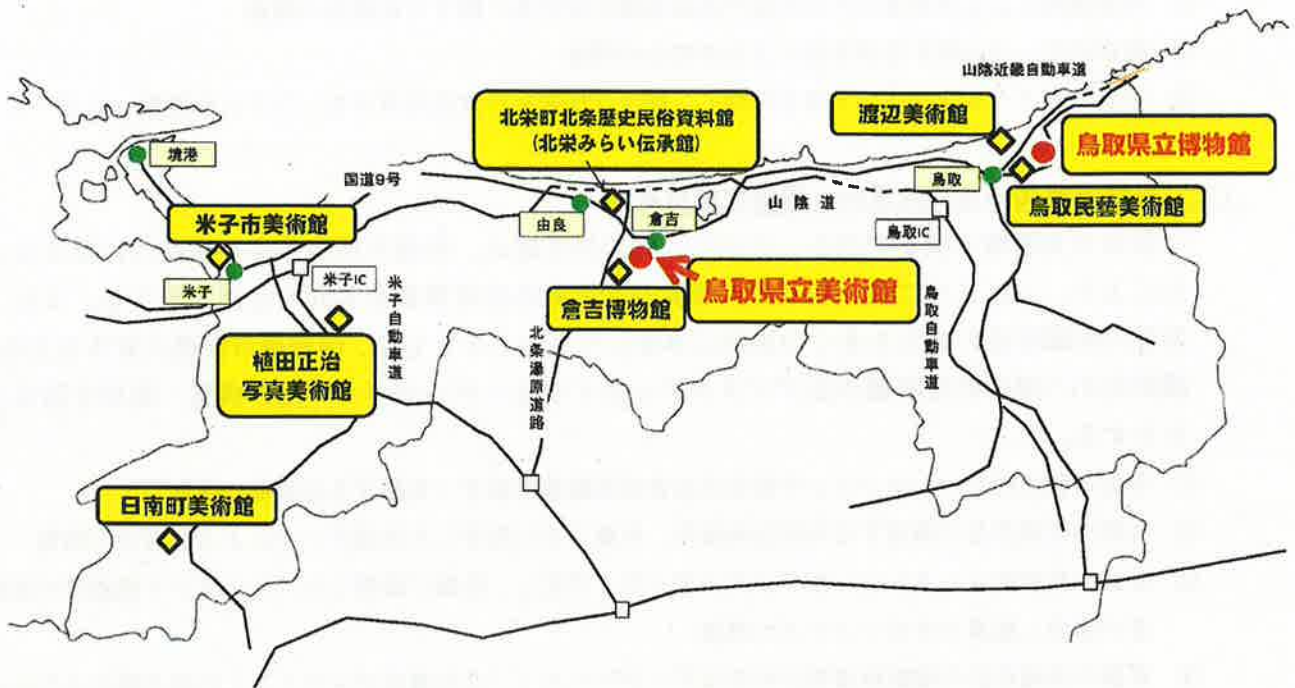 山陰近畿自動車道
北栄町北条歴史民俗資料館
(北栄みらい伝承館)
渡辺美術館
鳥取県立博物館
境港
国道9号
鳥取
鳥取民藝美術館
米子市美術館
由良
倉吉
山陰道
鳥取IC
米子
米子IC
米子自動車道
倉吉博物館
鳥取県立美術館
鳥取自動車道
植田正治
写真美術館
北条湯原道路
日南町美術館